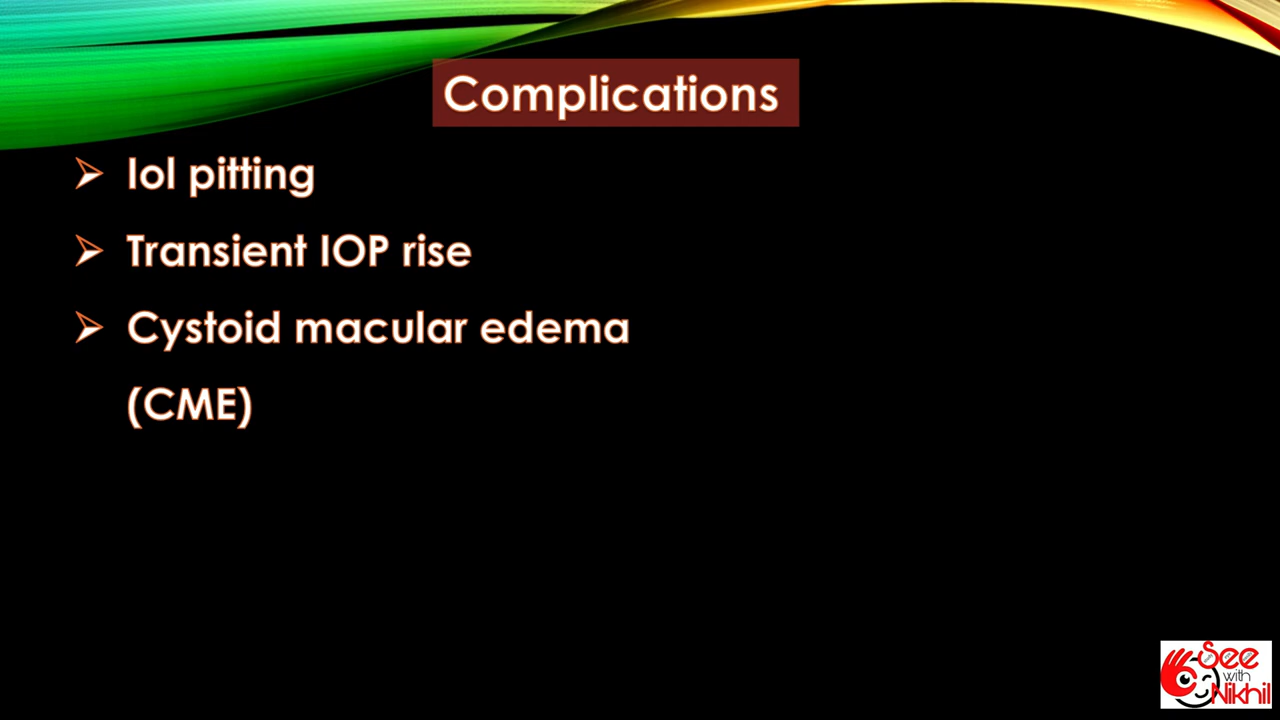 Complications
Iol pitting
Transient IOP rise
Cystoid macular edema
(CME)
See
with
Nikhil